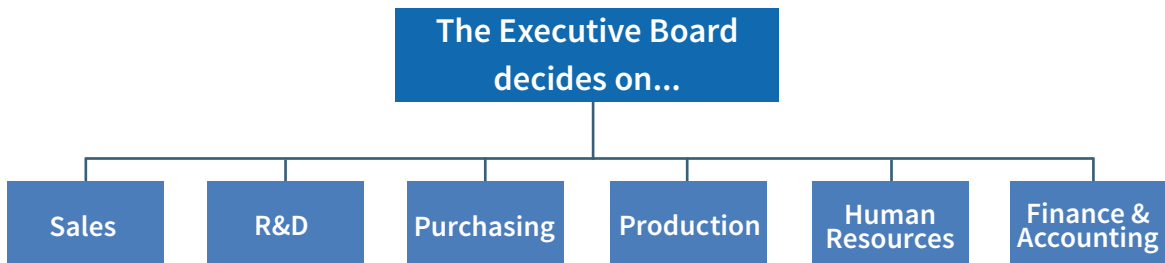 The Executive Board
decides on...
Sales
R&D
Purchasing
Production
Human
Resources
Finance &
Accounting